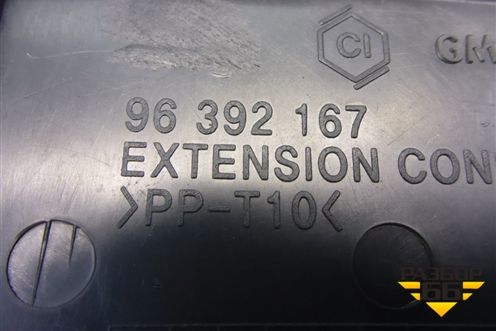 CI
GM
96 392 167
EXTENSION CON
>PP-T10<
РАЗБОР
66